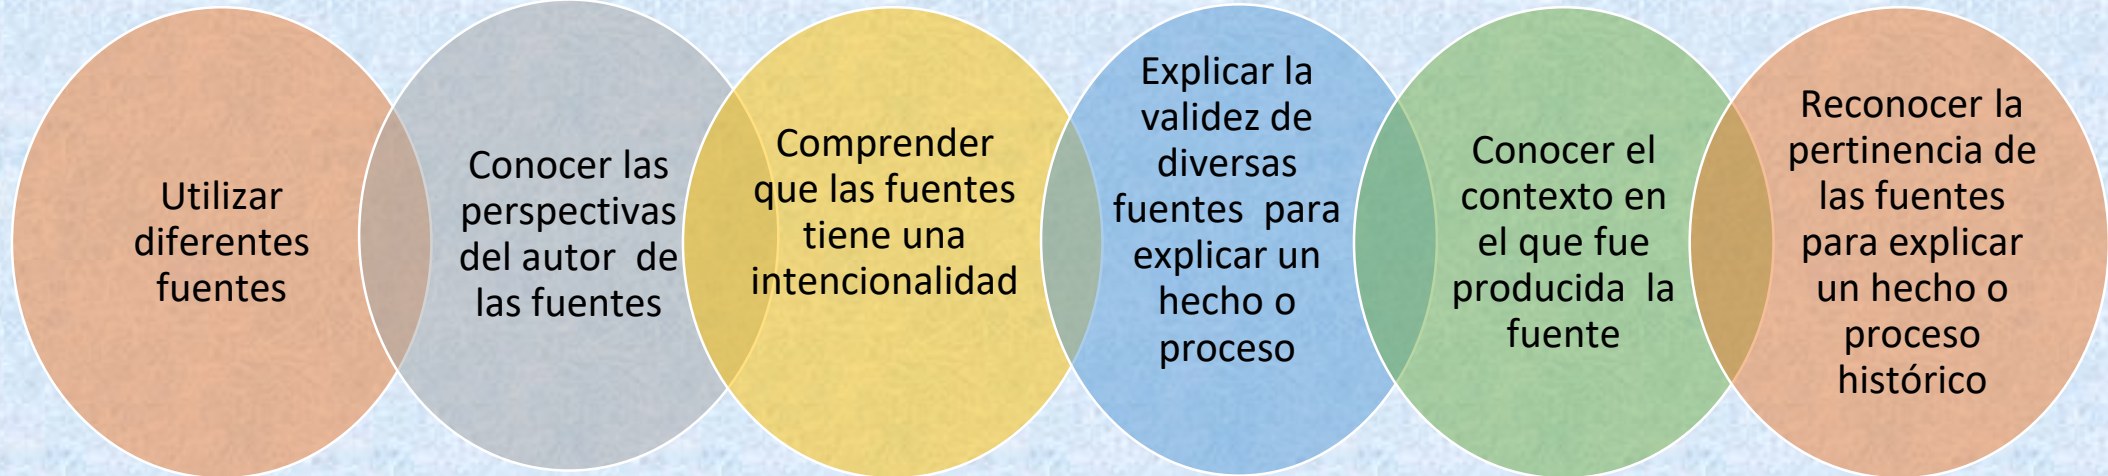 Utilizar
diferentes
fuentes
Conocer las
perspectivas
del autor  de
las fuentes
Comprender
que las fuentes
tiene una
intencionalidad
Explicar la
validez de
diversas
fuentes  para
explicar un
hecho o
proceso
Conocer el
contexto en
el que fue
producida  la
fuente
Reconocer la
pertinencia de
las fuentes
para explicar
un hecho o
proceso
histórico